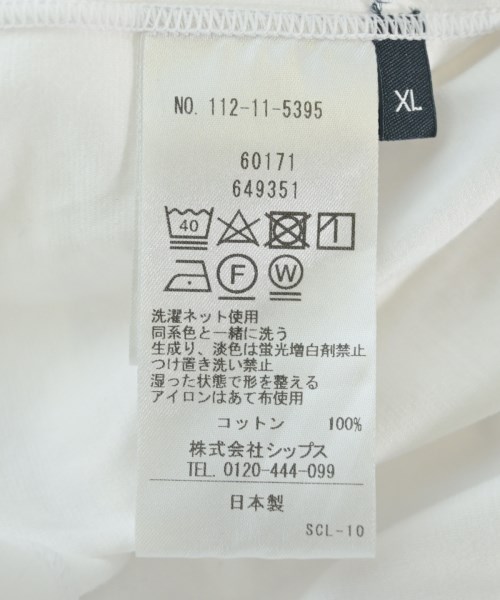 XL
NO. 112-11-5395
60171
649351
40
F W
洗濯ネット使用
同系色と一緒に洗う
生成り、淡色は蛍光増白剤禁止
つけ置き洗い禁止
湿った状態で形を整える
アイロンはあて布使用
コットン 100%
株式会社シップス
TEL. 0120-444-099
日本製
SCL-10